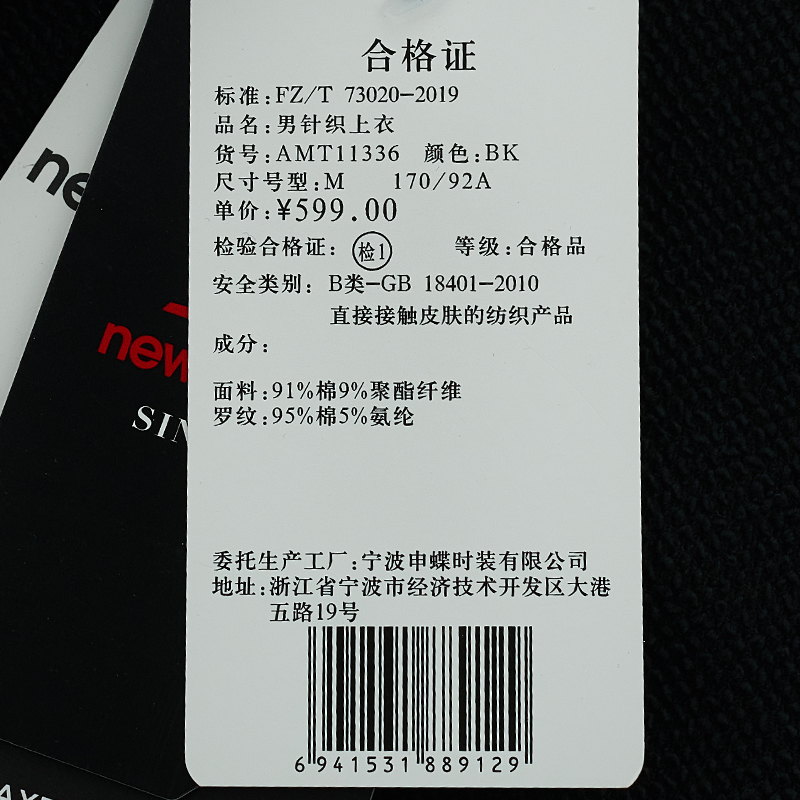 合格证
标准:FZ/T 73020-2019
品名:男针织上衣
货号:AMT11336 颜色:BK
尺寸号型:M 170/92A
单价:¥599.00
检验合格证: 检1 等级:合格品
安全类别: B类-GB 18401-2010
直接接触皮肤的纺织产品
成分:
面料:91%棉9%聚酯纤维
罗纹:95%棉5%氨纶
委托生产工厂:宁波申蝶时装有限公司
地址:浙江省宁波市经济技术开发区大港
五路19号
6 941531 889129
new
new
SIN